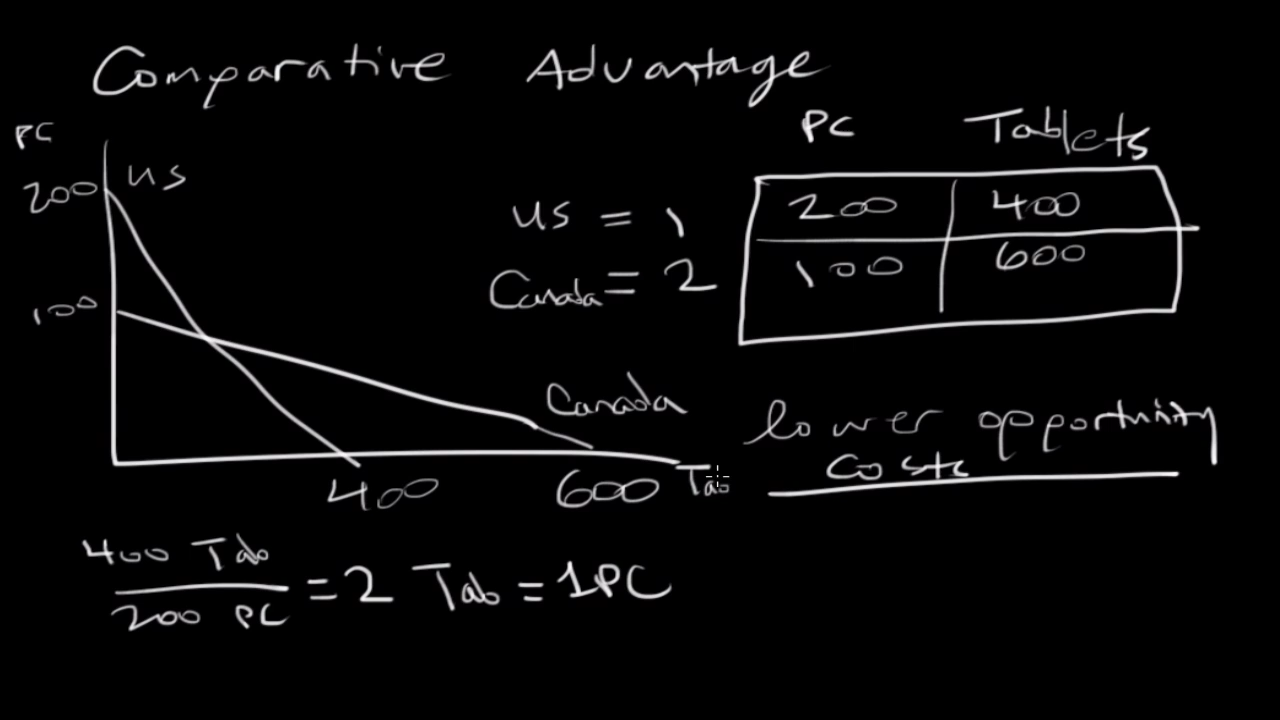 Comparative Advantage
PC
200 US
100
Canada
400 600 Tab
PC Tablets
US = 1 200 400
Canada = 2 100 600
lower opportunity
costs
400 Tab
200 PC
= 2 Tab = 1PC